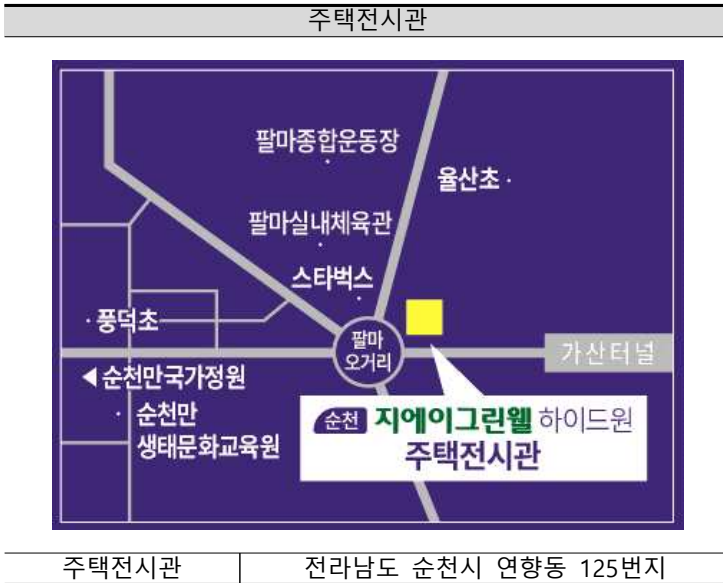 주택전시관
팔마종합운동장
율산초
팔마실내체육관
스타벅스
풍덕초
팔마
오거리
가산터널
◀순천만국가정원
순천만
생태문화교육원
순천 지에이그린웰 하이드원
주택전시관
주택전시관 전라남도 순천시 연향동 125번지